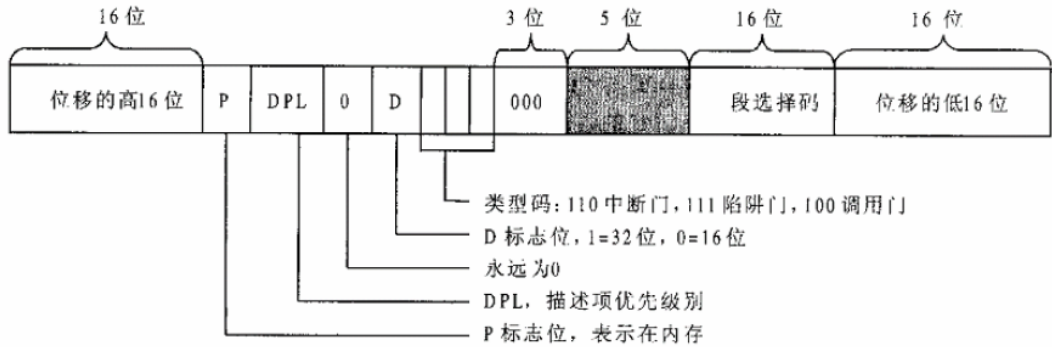 16位 3位 5位 16位 16位
位移的高16位 P DPL 0 D 000 段选择码 位移的低16位
类型码:110中断门,111陷阱门,100调用门
D标志位,1=32位,0=16位
永远为0
DPL,描述项优先级别
P标志位,表示在内存